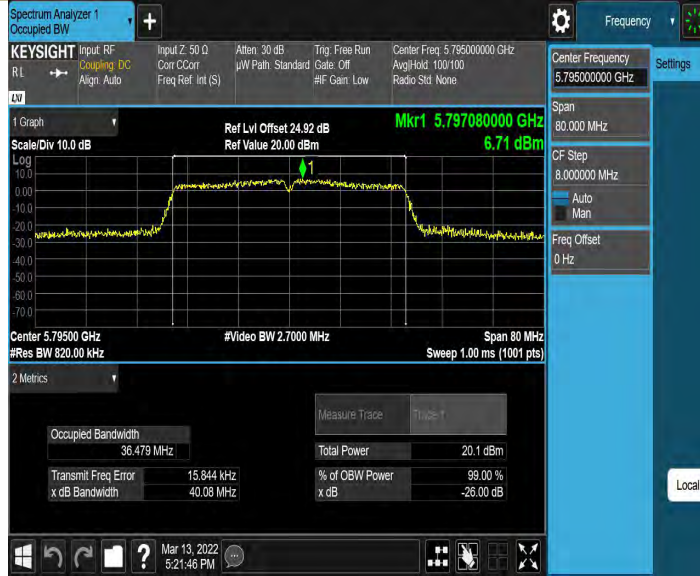 Spectrum Analyzer 1
Occupied BW
+
Frequency
KEYSIGHT
Input: RF
Coupling: DC
Align: Auto
Input Z: 50 Ω
Corr CCorr
Freq Ref: Int (S)
Atten: 30 dB
µW Path: Standard
Trig: Free Run
Gate: Off
#IF Gain: Low
Center Freq: 5.795000000 GHz
Avg|Hold: 100/100
Radio Std: None
RL
LXI
Center Frequency
5.795000000 GHz
Settings
Span
80.000 MHz
CF Step
8.000000 MHz
Auto
Man
Freq Offset
0 Hz
Local
1 Graph
Scale/Div 10.0 dB
Ref Lvl Offset 24.92 dB
Ref Value 20.00 dBm
Mkr1 5.797080000 GHz
6.71 dBm
Log
10.0
0.00
-10.0
-20.0
-30.0
-40.0
-50.0
-60.0
-70.0
1
Center 5.79500 GHz
#Res BW 820.00 kHz
#Video BW 2.7000 MHz
Span 80 MHz
Sweep 1.00 ms (1001 pts)
2 Metrics
Measure Trace
Trace 1
Occupied Bandwidth
36.479 MHz
Total Power
20.1 dBm
Transmit Freq Error
15.844 kHz
% of OBW Power
99.00 %
x dB Bandwidth
40.08 MHz
x dB
-26.00 dB
?
Mar 13, 2022
5:21:46 PM